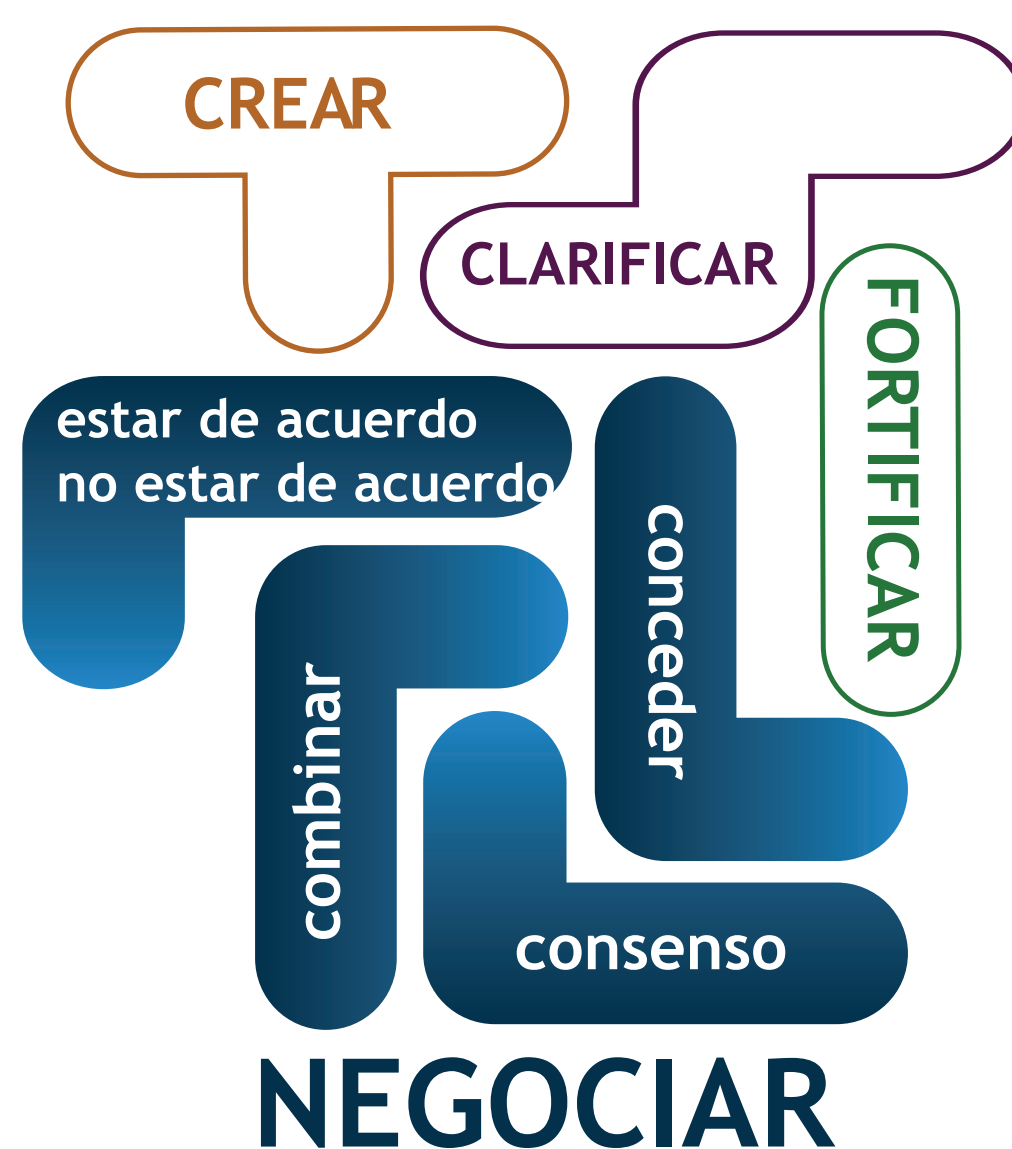 CREAR
CLARIFICAR
FORTIFICAR
estar de acuerdo
no estar de acuerdo
conceder
combinar
consenso
NEGOCIAR